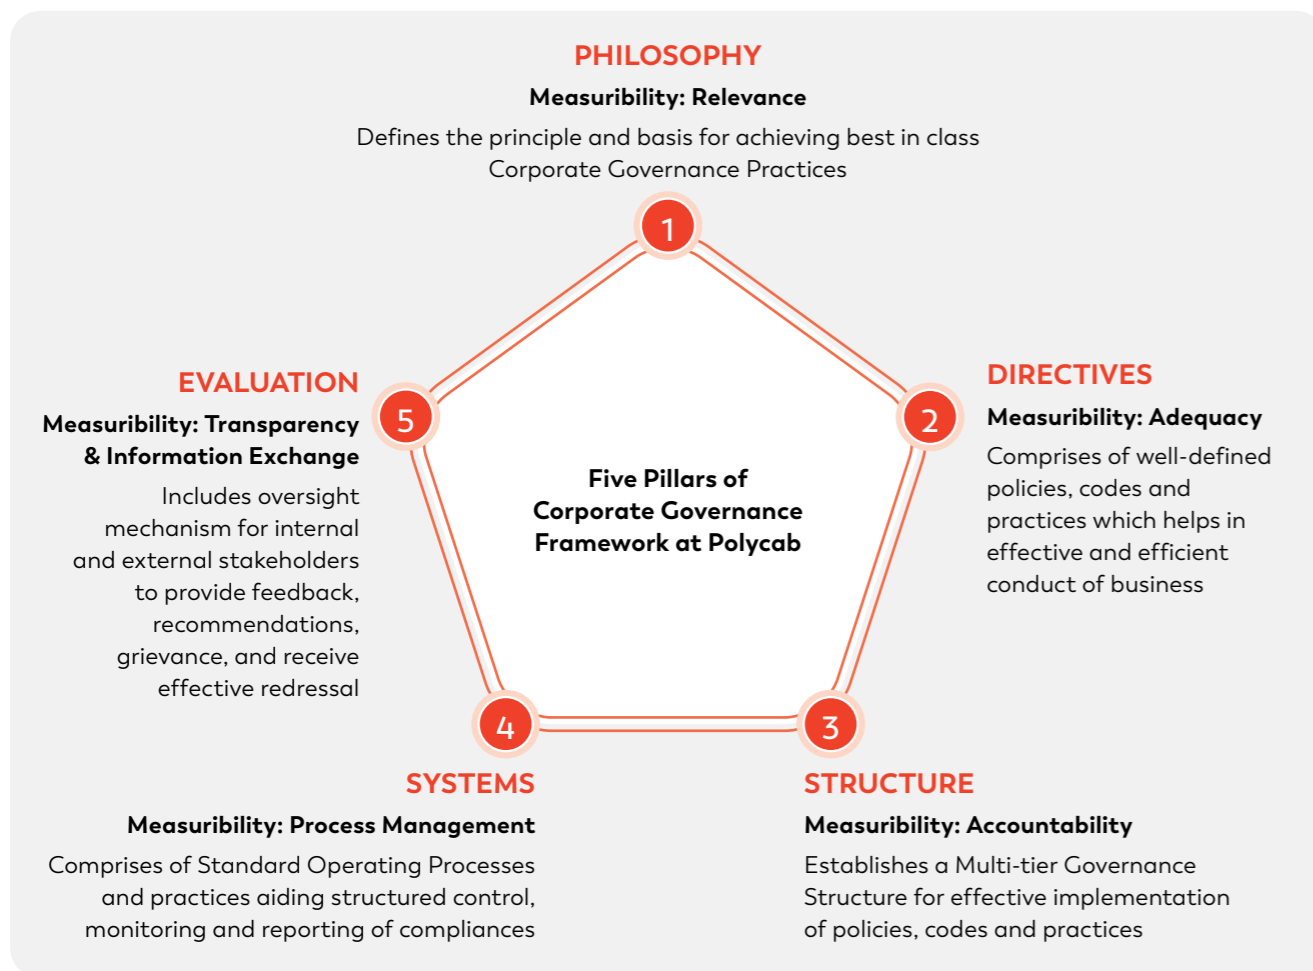 PHILOSOPHY
Measuribility: Relevance
Defines the principle and basis for achieving best in class
Corporate Governance Practices
1
2
DIRECTIVES
Measuribility: Adequacy
Comprises of well-defined
policies, codes and
practices which helps in
effective and efficient
conduct of business
Five Pillars of
Corporate Governance
Framework at Polycab
3
STRUCTURE
Measuribility: Accountability
Establishes a Multi-tier Governance
Structure for effective implementation
of policies, codes and practices
4
SYSTEMS
Measuribility: Process Management
Comprises of Standard Operating Processes
and practices aiding structured control,
monitoring and reporting of compliances
5
EVALUATION
Measuribility: Transparency
& Information Exchange
Includes oversight
mechanism for internal
and external stakeholders
to provide feedback,
recommendations,
grievance, and receive
effective redressal